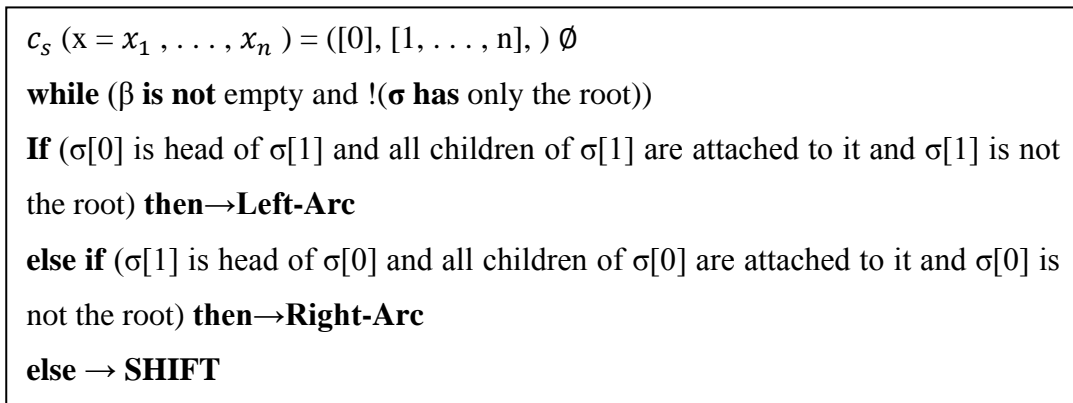 𝑐𝑠 (x = 𝑥1 , . . . , 𝑥𝑛 ) = ([0], [1, . . . , n], ) ∅
while (β is not empty and !(σ has only the root))
If (σ[0] is head of σ[1] and all children of σ[1] are attached to it and σ[1] is not
the root) then→Left-Arc
else if (σ[1] is head of σ[0] and all children of σ[0] are attached to it and σ[0] is
not the root) then→Right-Arc
else → SHIFT